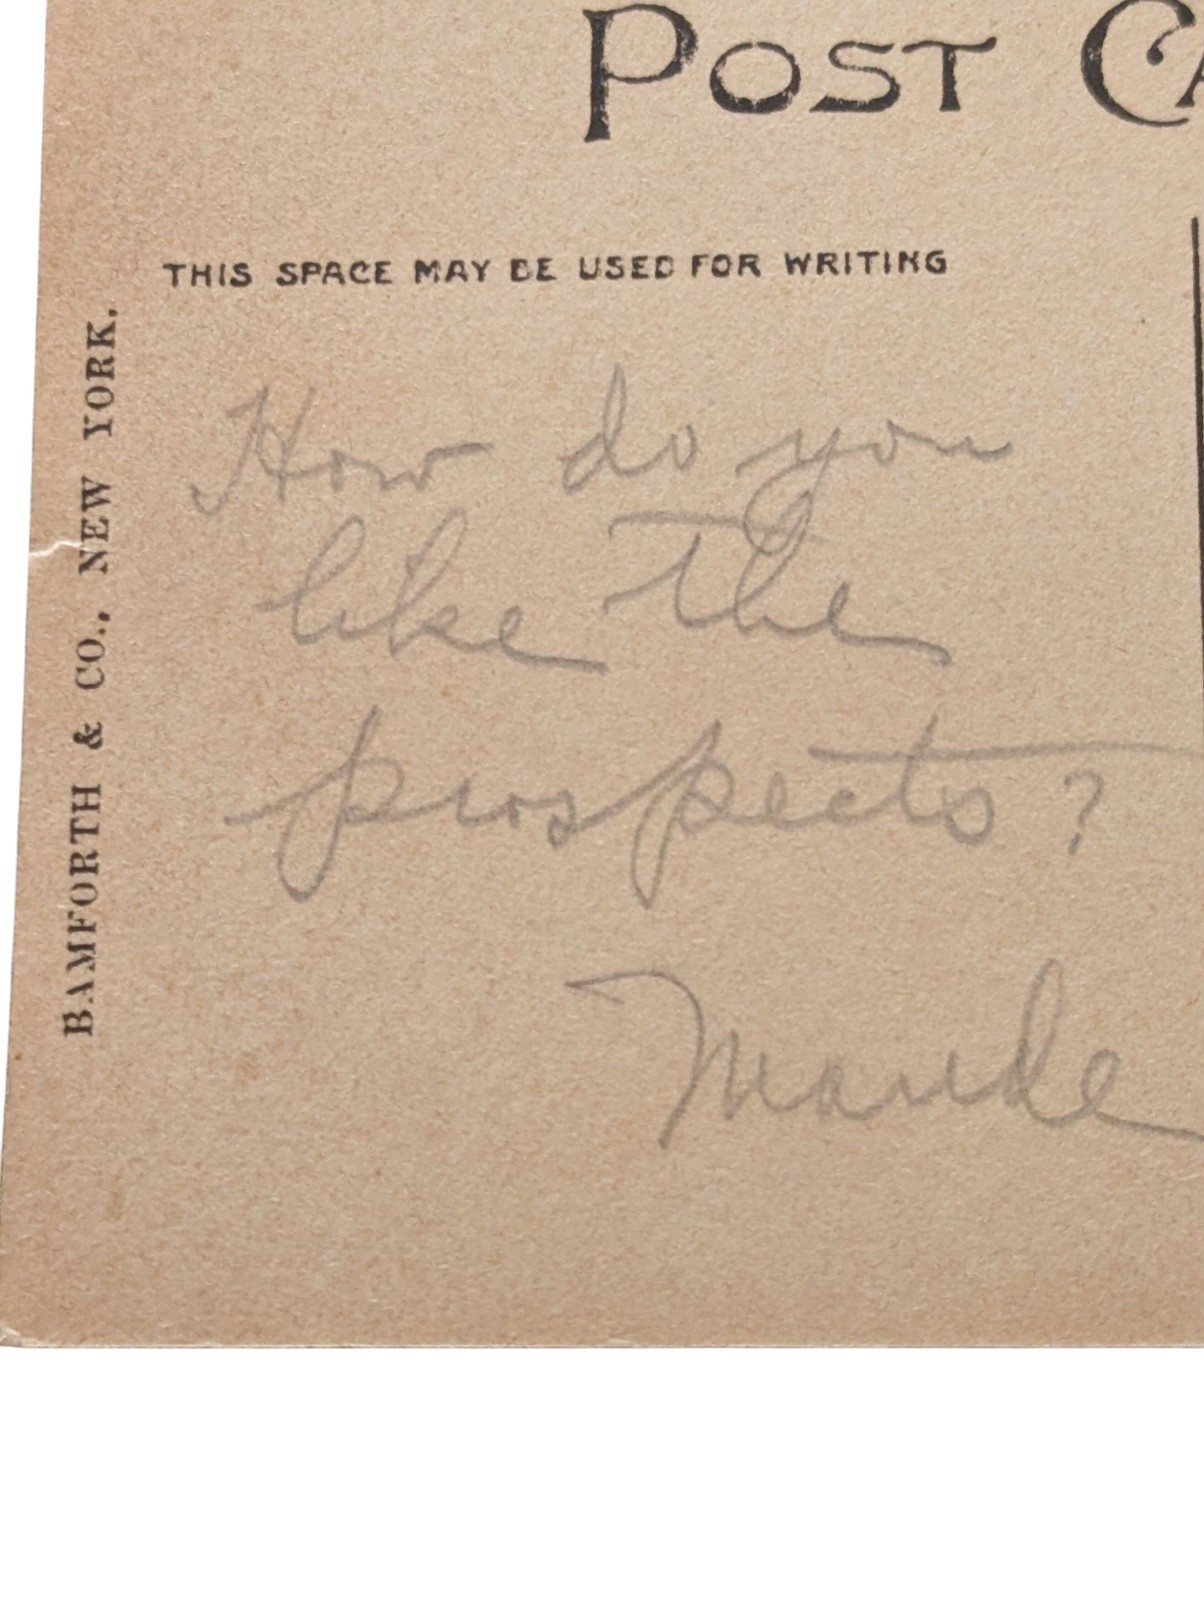 POST CA
THIS SPACE MAY BE USED FOR WRITING
BAMFORTH & CO., NEW YORK.
How do you
like the
prospects?
Maude